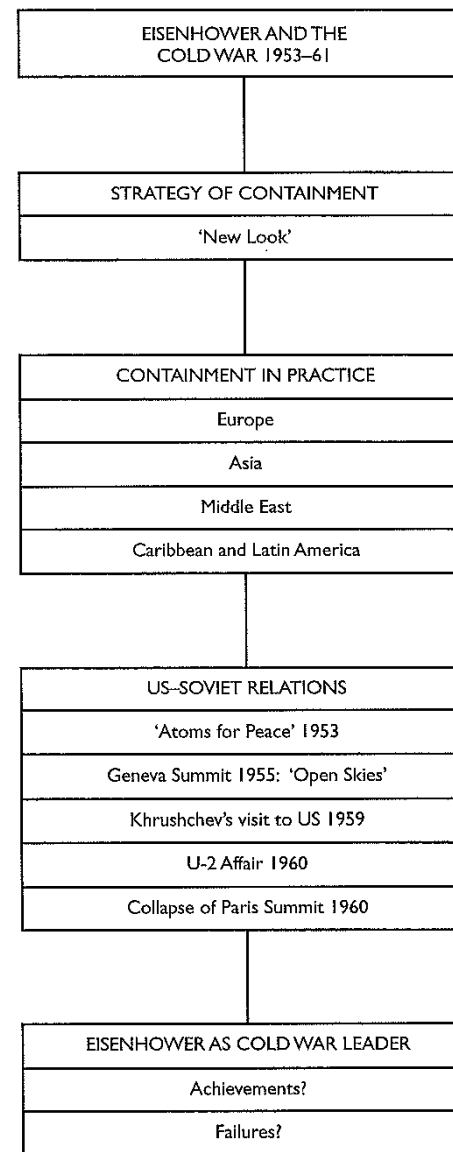 EISENHOWER AND THE
COLD WAR 1953–61
STRATEGY OF CONTAINMENT
‘New Look’
CONTAINMENT IN PRACTICE
Europe
Asia
Middle East
Caribbean and Latin America
US–SOVIET RELATIONS
‘Atoms for Peace’ 1953
Geneva Summit 1955: ‘Open Skies’
Khrushchev’s visit to US 1959
U-2 Affair 1960
Collapse of Paris Summit 1960
EISENHOWER AS COLD WAR LEADER
Achievements?
Failures?